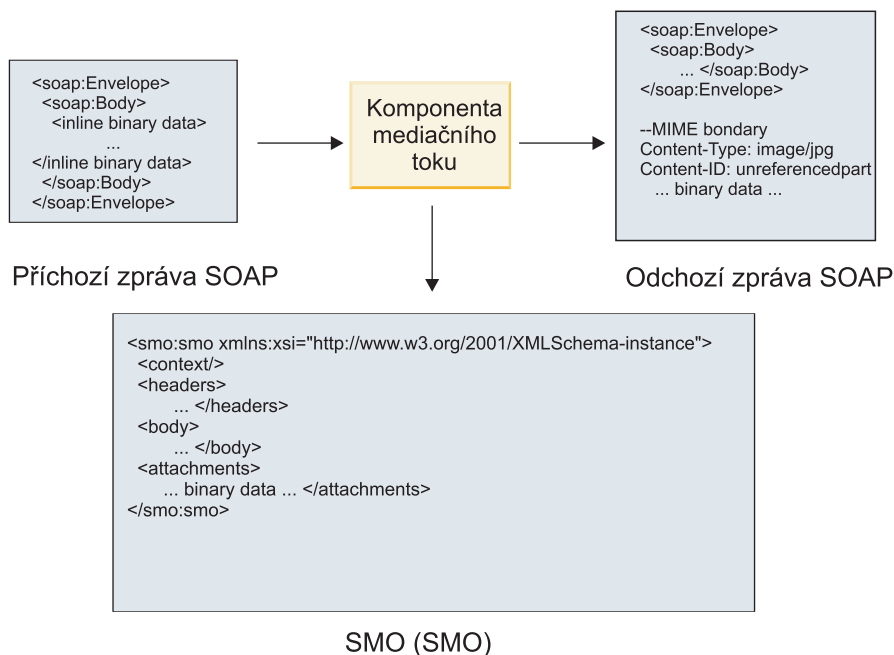 <soap:Envelope>
<soap:Body>
<inline binary data>
...
</inline binary data>
</soap:Body>
</soap:Envelope>
Příchozí zpráva SOAP
Komponenta
mediačního
toku
<soap:Envelope>
<soap:Body>
... </soap:Body>
</soap:Envelope>
--MIME bondary
Content-Type: image/jpg
Content-ID: unreferencedpart
... binary data ...
Odchozí zpráva SOAP
<smo:smo xmlns:xsi="http://www.w3.org/2001/XMLSchema-instance">
<context/>
<headers>
... </headers>
<body>
... </body>
<attachments>
... binary data ... </attachments>
</smo:smo>
SMO (SMO)